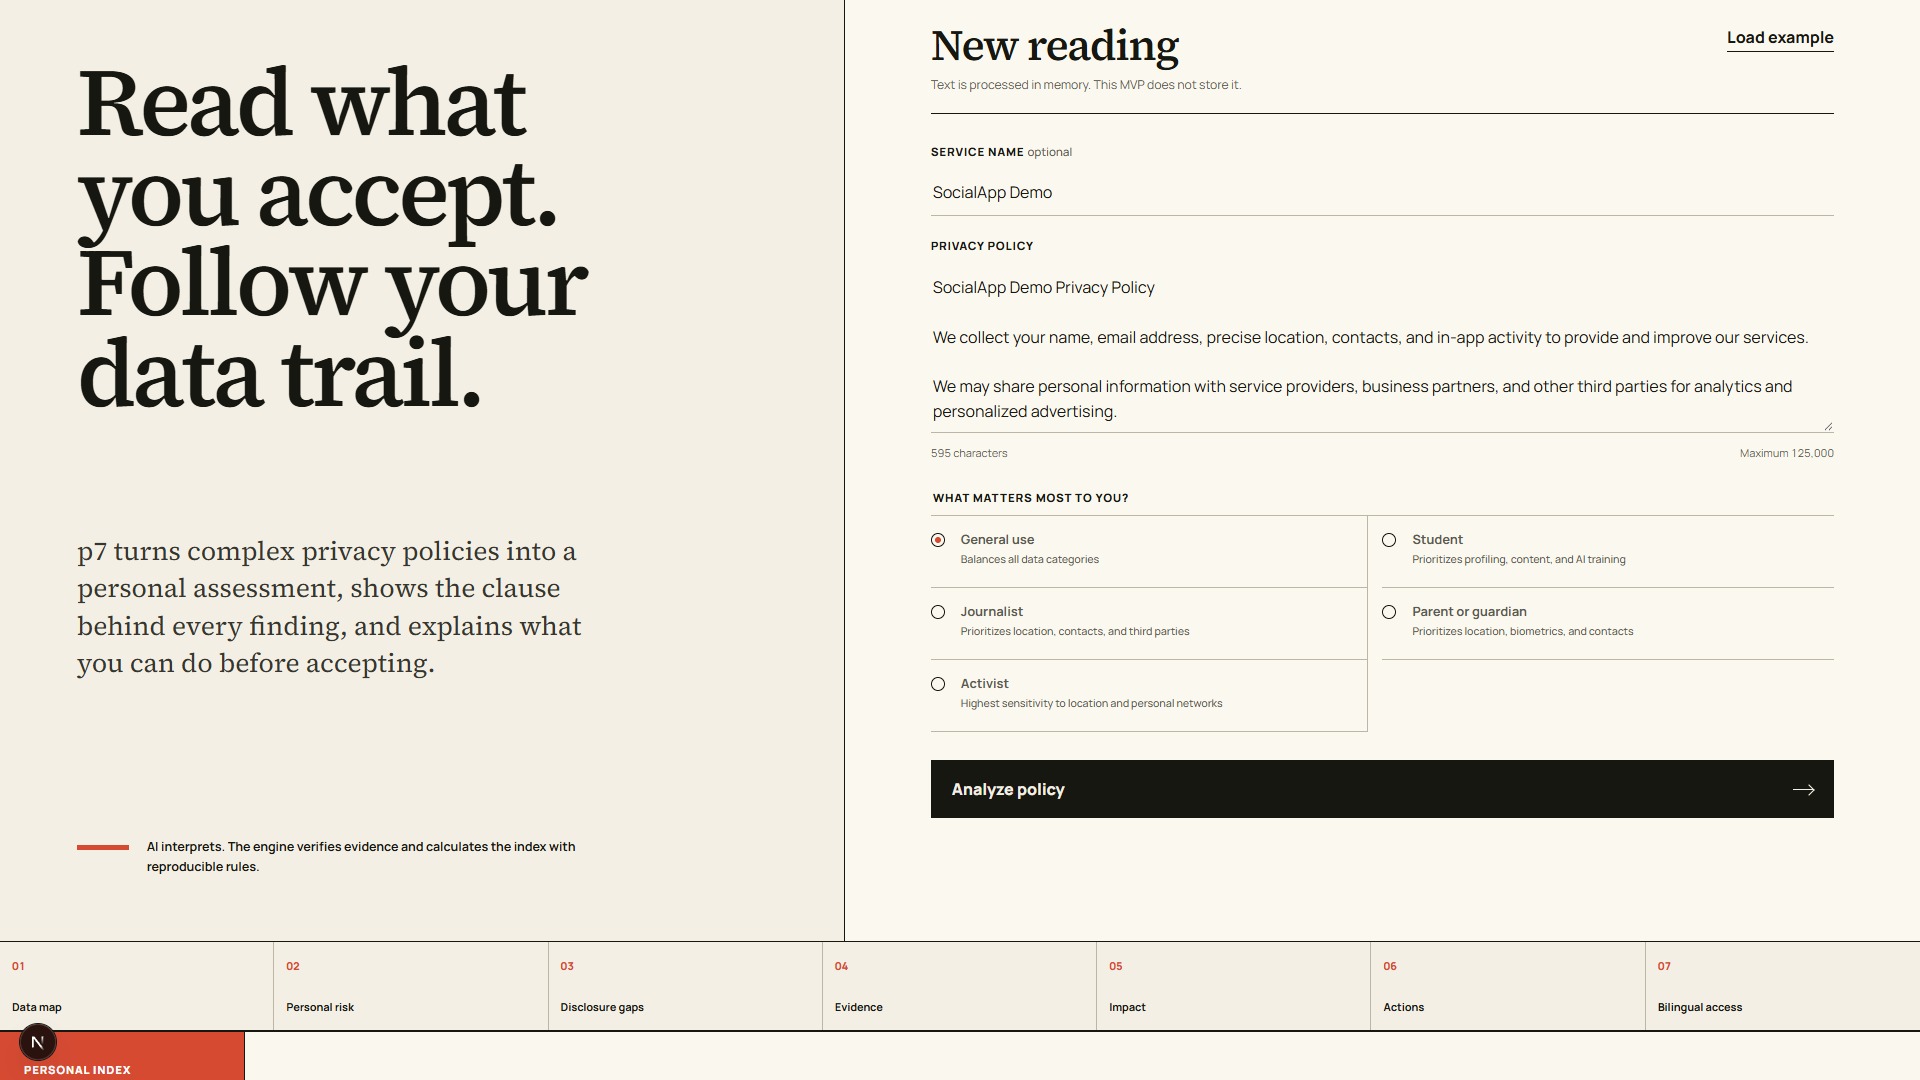 Read what
you accept.
Follow your
data trail.
p7 turns complex privacy policies into a
personal assessment, shows the clause
behind every finding, and explains what
you can do before accepting.
AI interprets. The engine verifies evidence and calculates the index with
reproducible rules.
New reading
Load example
Text is processed in memory. This MVP does not store it.
SERVICE NAME optional
SocialApp Demo
PRIVACY POLICY
SocialApp Demo Privacy Policy
We collect your name, email address, precise location, contacts, and in-app activity to provide and improve our services.
We may share personal information with service providers, business partners, and other third parties for analytics and
personalized advertising.
595 characters
Maximum 125,000
WHAT MATTERS MOST TO YOU?
General use
Balances all data categories
Student
Prioritizes profiling, content, and AI training
Journalist
Prioritizes location, contacts, and third parties
Parent or guardian
Prioritizes location, biometrics, and contacts
Activist
Highest sensitivity to location and personal networks
Analyze policy
01
Data map
02
Personal risk
03
Disclosure gaps
04
Evidence
05
Impact
06
Actions
07
Bilingual access
N
PERSONAL INDEX